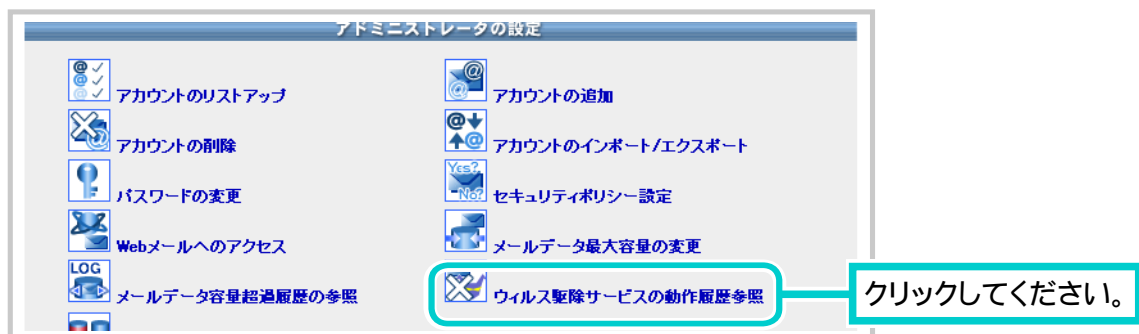 アドミニストレータの設定
アカウントのリストアップ
アカウントの追加
アカウントの削除
アカウントのインポート/エクスポート
パスワードの変更
YES?
No?
セキュリティポリシー設定
Webメールへのアクセス
メールデータ最大容量の変更
LOG
メールデータ容量超過履歴の参照
ウィルス駆除サービスの動作履歴参照
クリックしてください。